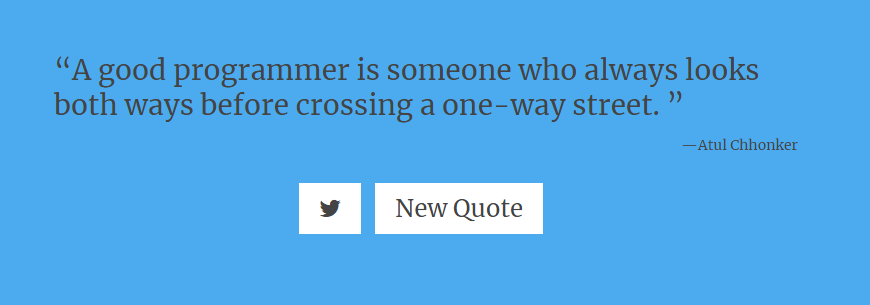 “A good programmer is someone who always looks
both ways before crossing a one-way street. ”
—Atul Chhonker
New Quote